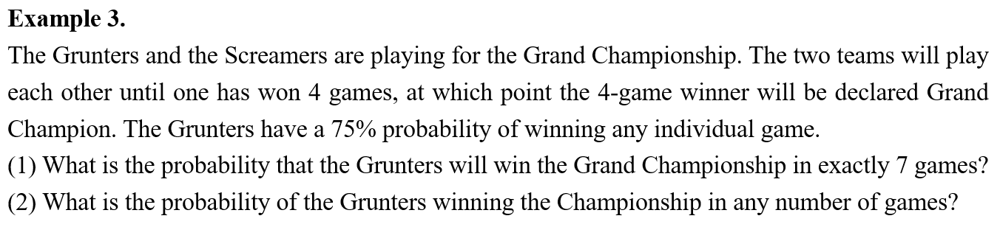 Example 3.
The Grunters and the Screamers are playing for the Grand Championship. The two teams will play
each other until one has won 4 games, at which point the 4-game winner will be declared Grand
Champion. The Grunters have a 75% probability of winning any individual game.
(1) What is the probability that the Grunters will win the Grand Championship in exactly 7 games?
(2) What is the probability of the Grunters winning the Championship in any number of games?